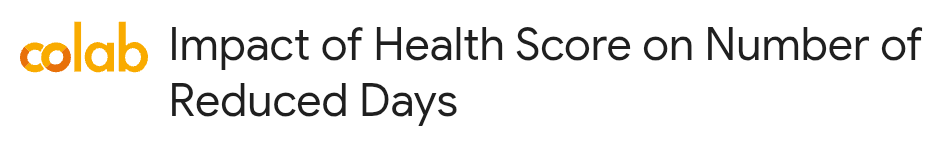 colab
Impact of Health Score on Number of
Reduced Days